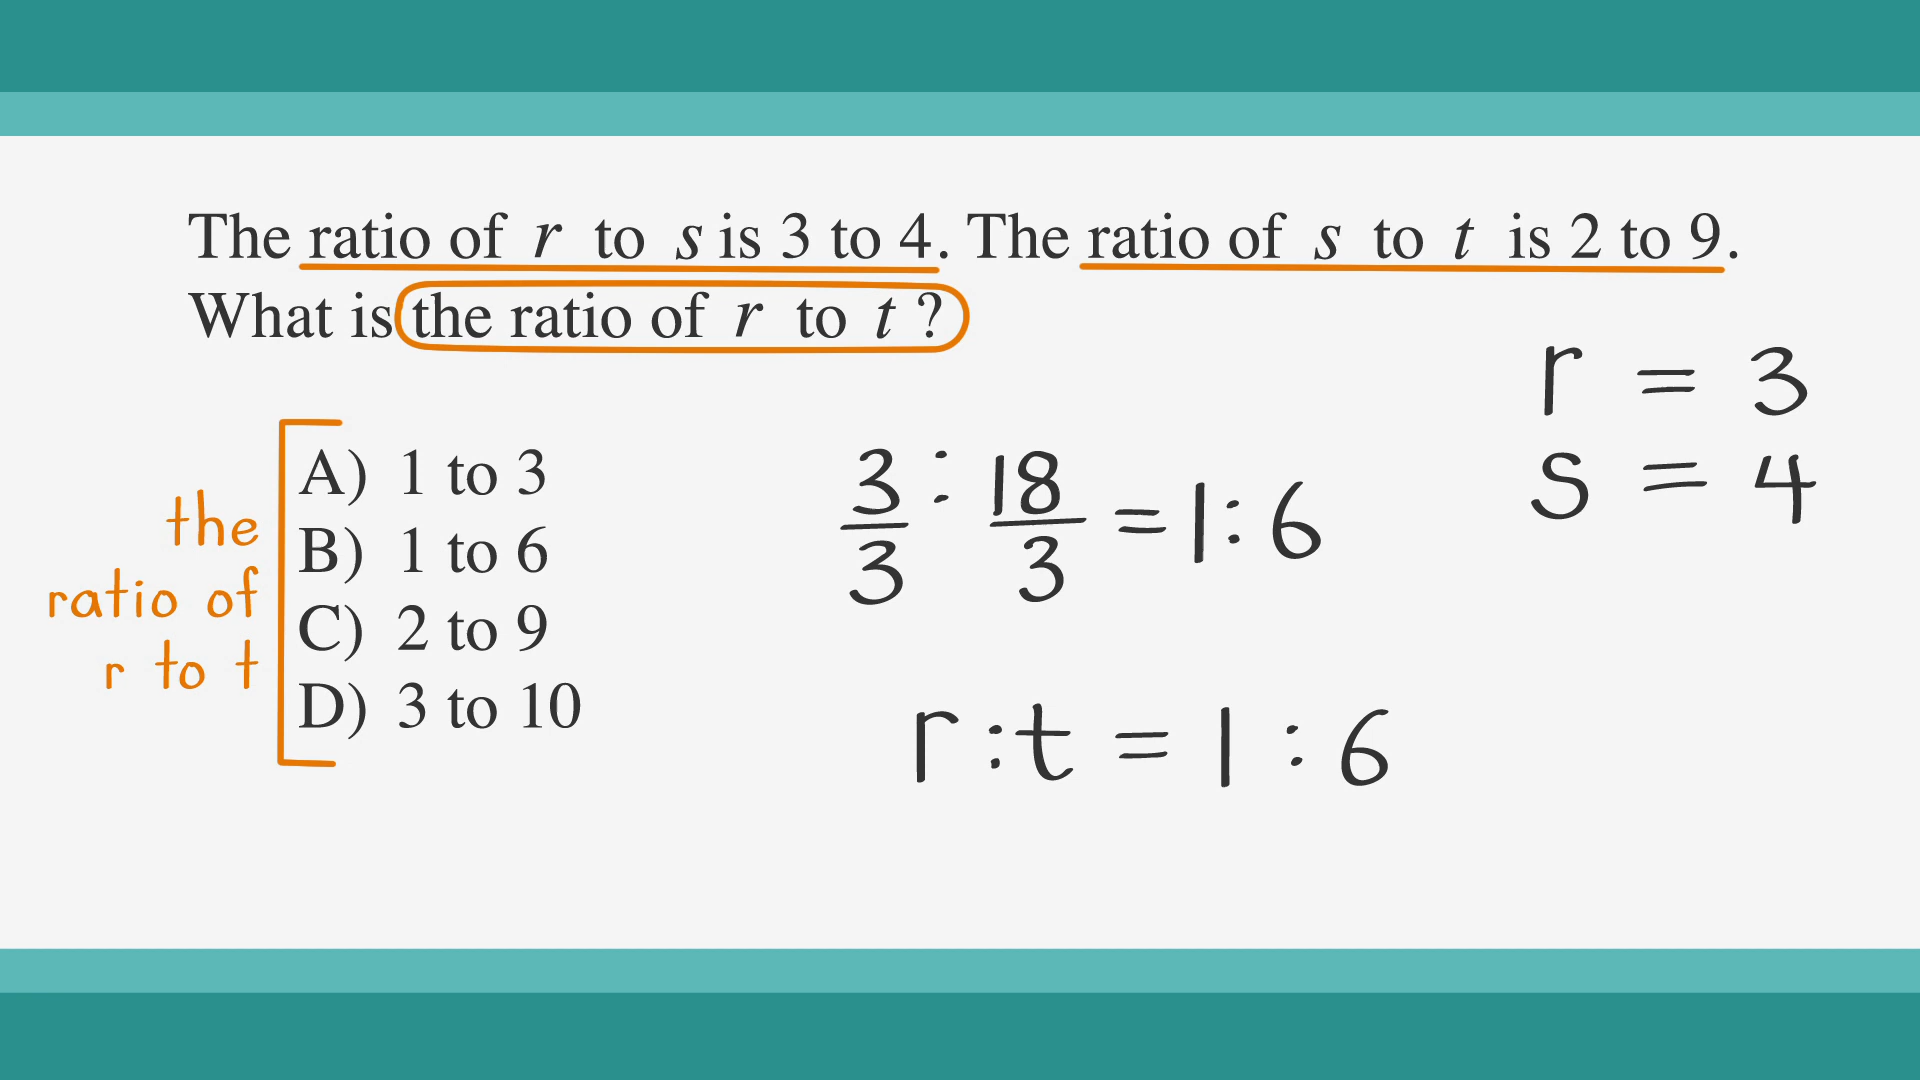 The ratio of r to s is 3 to 4. The ratio of s to t is 2 to 9.
What is the ratio of r to t ?
r = 3
s = 4
the
ratio of
r to t
A) 1 to 3
B) 1 to 6
C) 2 to 9
D) 3 to 10
3/3 : 18/3 = 1:6
r:t = 1 : 6